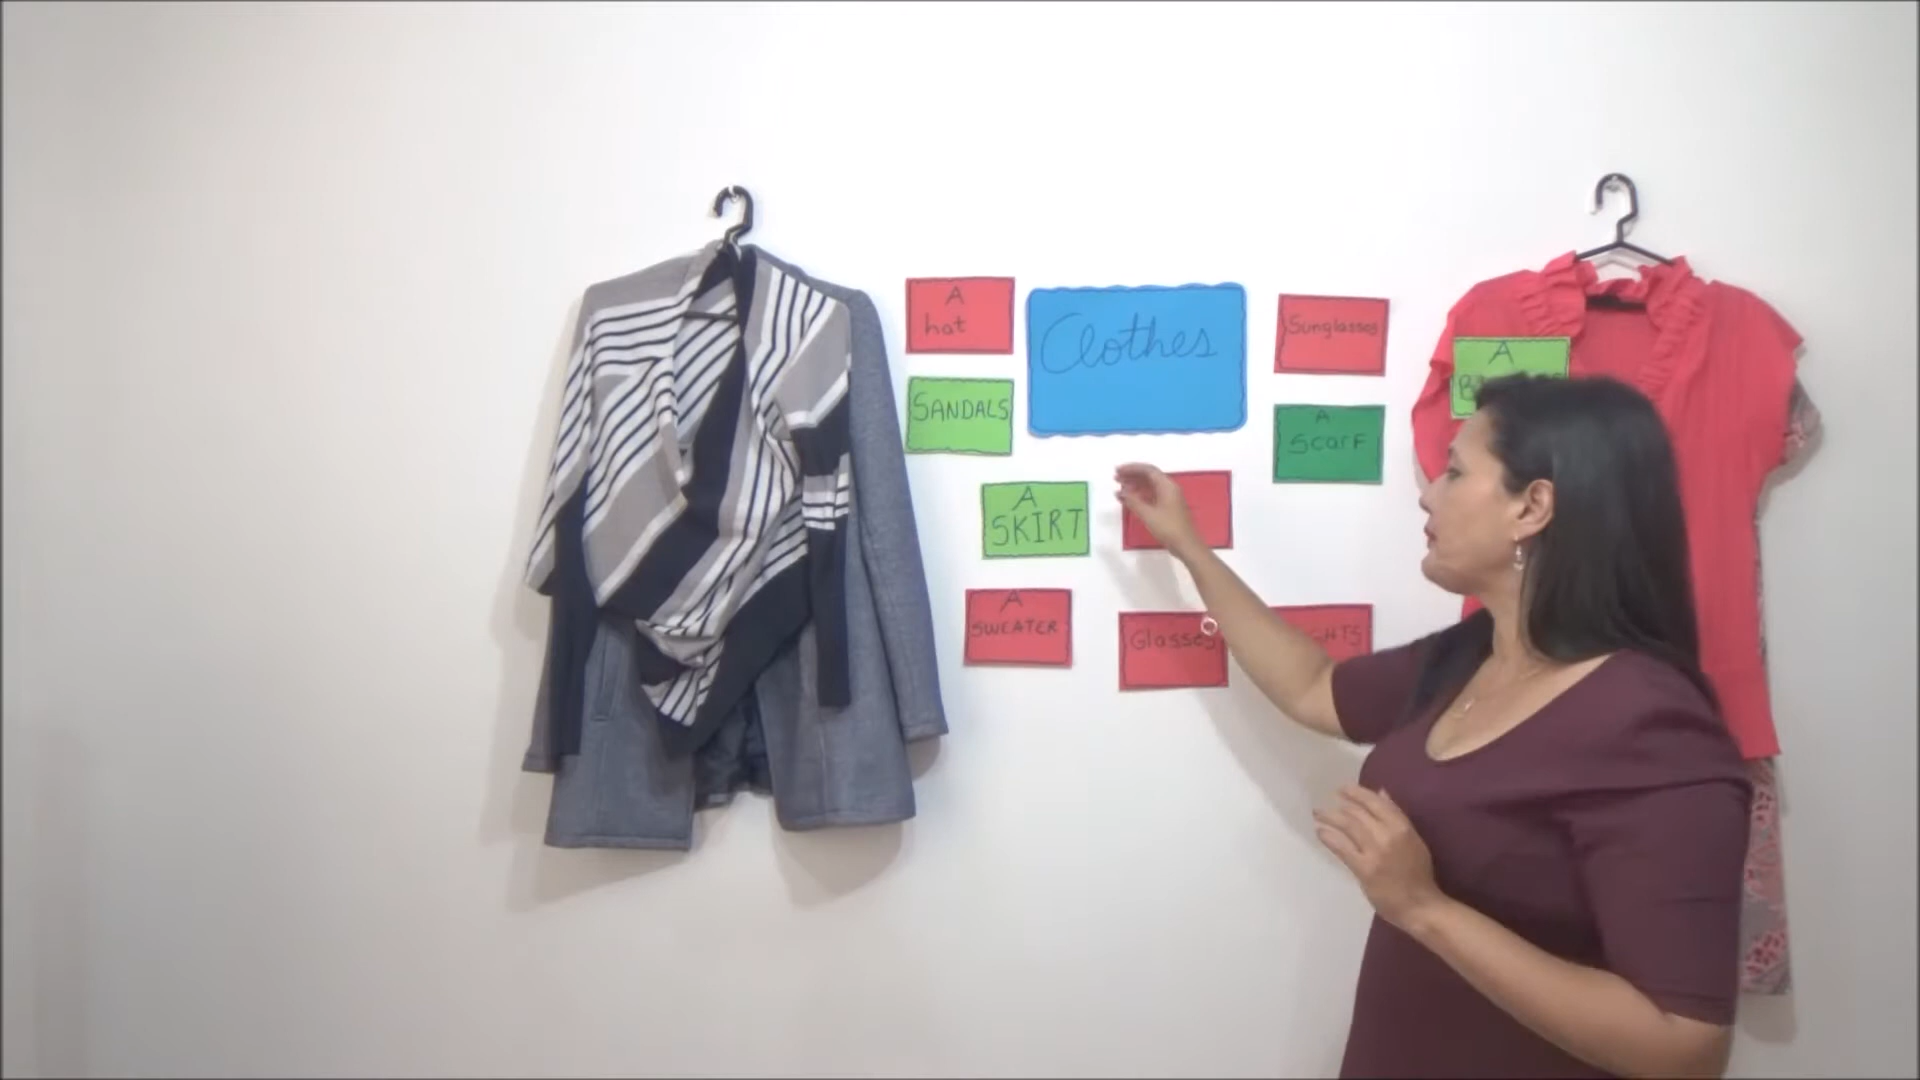 A
hat
Clothes
Sunglasses
A
SANDALS
A
Scarf
A
SKIRT
A
SWEATER
Glasses